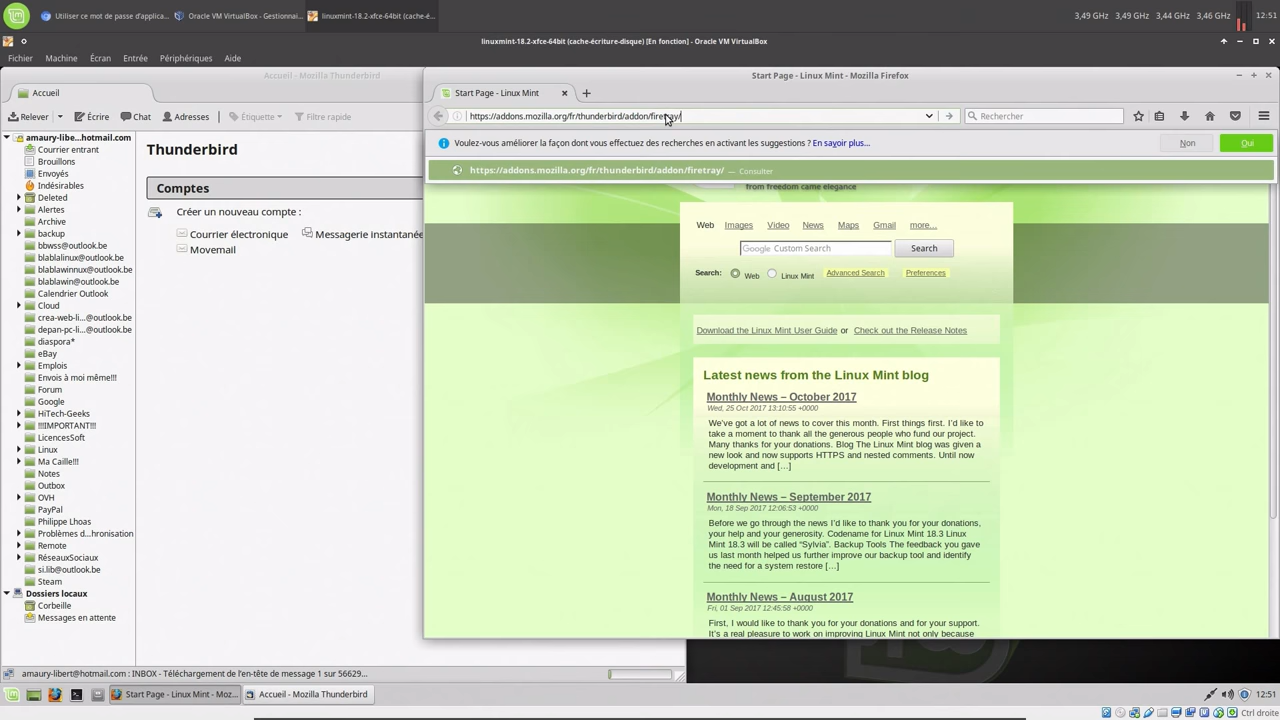 Utiliser ce mot de passe d'applica...
Oracle VM VirtualBox - Gestionnai...
linuxmint-18.2-xfce-64bit (cache-é...
3,49 GHz 3,49 GHz 3,44 GHz 3,46 GHz
12:51
linuxmint-18.2-xfce-64bit (cache-écriture-disque) [En fonction] - Oracle VM VirtualBox
Fichier Machine Écran Entrée Périphériques Aide
Accueil - Mozilla Thunderbird
Accueil
Relever Écrire Chat Adresses Étiquette Filtre rapide
amaury-libe...hotmail.com
Courrier entrant
Brouillons
Envoyés
Indésirables
Deleted
Alertes
Archive
backup
bbwss@outlook.be
blablalinux@outlook.be
blablawinnux@outlook.be
blablawin@outlook.be
Calendrier Outlook
Cloud
crea-web-li...@outlook.be
depan-pc-li...@outlook.be
diaspora*
eBay
Emplois
Envois à moi même!!!
Forum
Google
HiTech-Geeks
!!!IMPORTANT!!!
LicencesSoft
Linux
Ma Caille!!!
Notes
Outbox
OVH
PayPal
Philippe Lhoas
Problèmes d...hronisation
Remote
RéseauxSociaux
si.lib@outlook.be
Steam
Dossiers locaux
Corbeille
Messages en attente
Thunderbird
Comptes
Créer un nouveau compte :
Courrier électronique
Messagerie instantanée
Movemail
amaury-libert@hotmail.com : INBOX - Téléchargement de l'en-tête de message 1 sur 56629...
Start Page - Linux Mint - Mozilla Firefox
Start Page - Linux Mint
https://addons.mozilla.org/fr/thunderbird/addon/firetray/
Rechercher
Voulez-vous améliorer la façon dont vous effectuez des recherches en activant les suggestions ? En savoir plus...
Non
Oui
https://addons.mozilla.org/fr/thunderbird/addon/firetray/ — Consulter
from freedom came elegance
Web Images Video News Maps Gmail more...
Google Custom Search
Search
Search: Web Linux Mint Advanced Search Preferences
Download the Linux Mint User Guide or Check out the Release Notes
Latest news from the Linux Mint blog
Monthly News – October 2017
Wed, 25 Oct 2017 13:10:55 +0000
We've got a lot of news to cover this month. First things first. I'd like to
take a moment to thank all the generous people who fund our project.
Many thanks for your donations. Blog The Linux Mint blog was given a
new look and now supports HTTPS and nested comments. Until now
development and […]
Monthly News – September 2017
Mon, 18 Sep 2017 12:06:53 +0000
Before we go through the news I'd like to thank you for your donations,
your help and your generosity. Codename for Linux Mint 18.3 Linux
Mint 18.3 will be called “Sylvia”. Backup Tools The feedback you gave
us last month helped us further improve our backup tool and identify
the need for a system restore […]
Monthly News – August 2017
Fri, 01 Sep 2017 12:45:58 +0000
First, I would like to thank you for your donations and for your support.
It's a real pleasure to work on improving Linux Mint not only because
Start Page - Linux Mint - Moz...
Accueil - Mozilla Thunderbird
12:51
Ctrl droite